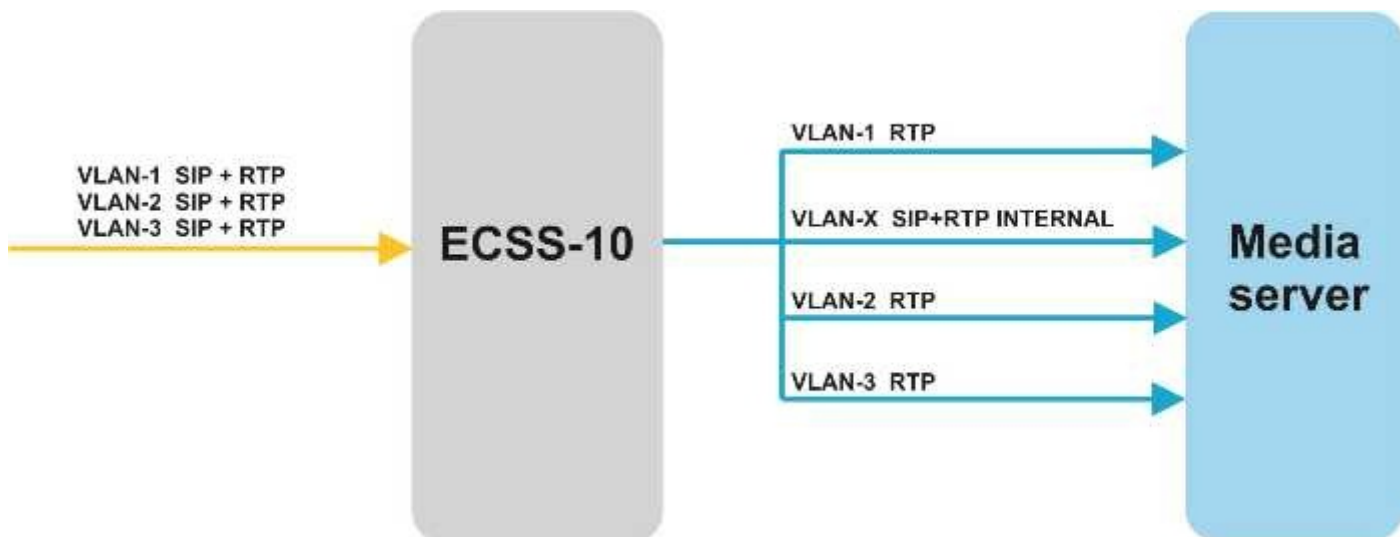 VLAN-1 SIP + RTP
VLAN-2 SIP + RTP
VLAN-3 SIP + RTP
ECSS-10
VLAN-1 RTP
VLAN-X SIP+RTP INTERNAL
VLAN-2 RTP
VLAN-3 RTP
Media
server